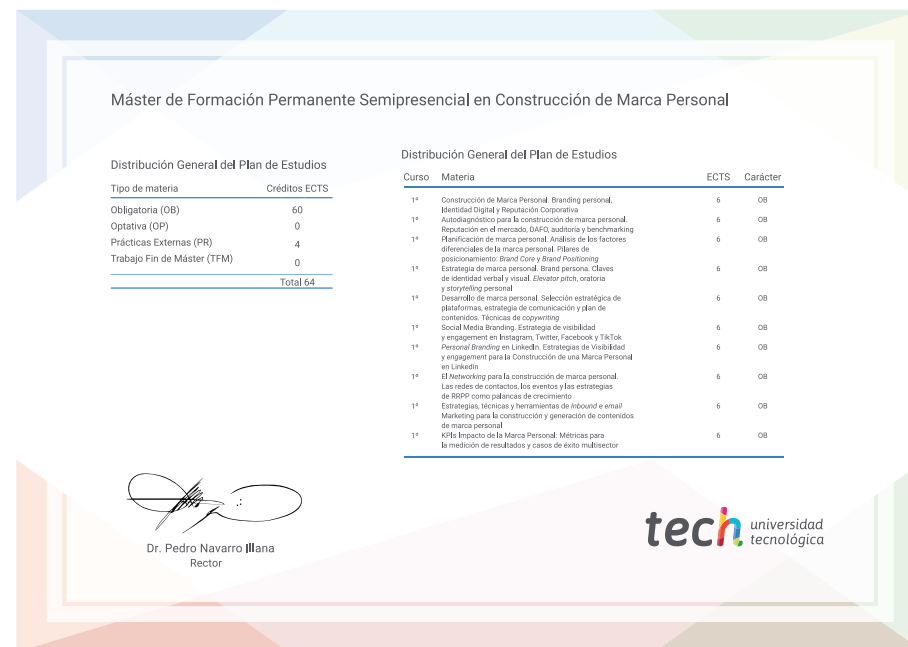 Máster de Formación Permanente Semipresencial en Construcción de Marca Personal
Distribución General del Plan de Estudios
Tipo de materia Créditos ECTS
Obligatoria (OB) 60
Optativa (OP) 0
Prácticas Externas (PR) 4
Trabajo Fin de Máster (TFM) 0
Total 64
Distribución General del Plan de Estudios
Curso Materia ECTS Carácter
1º Construcción de Marca Personal. Branding personal, 6 OB
Identidad Digital y Reputación Corporativa
1º Autodiagnóstico para la construcción de marca personal. 6 OB
Reputación en el mercado, DAFO, auditoría y benchmarking
1º Planificación de marca personal. Análisis de los factores 6 OB
diferenciales de la marca personal. Pilares de
posicionamiento: Brand Core y Brand Positioning
1º Estrategia de marca personal. Brand persona. Claves 6 OB
de identidad verbal y visual. Elevator pitch, oratoria
y storytelling personal
1º Desarrollo de marca personal. Selección estratégica de 6 OB
plataformas, estrategia de comunicación y plan de
contenidos. Técnicas de copywriting
1º Social Media Branding. Estrategia de visibilidad 6 OB
y engagement en Instagram, Twitter, Facebook y TikTok
1º Personal Branding en LinkedIn. Estrategias de Visibilidad 6 OB
y engagement para la Construcción de una Marca Personal
en Linkedin
1º El Networking para la construcción de marca personal. 6 OB
Las redes de contactos, los eventos y las estrategias
de RRPP como palancas de crecimiento
1º Estrategias, técnicas y herramientas de Inbound e email 6 OB
Marketing para la construcción y generación de contenidos
de marca personal
1º KPIs Impacto de la Marca Personal: Métricas para 6 OB
la medición de resultados y casos de éxito multisector
Dr. Pedro Navarro Illana
Rector
tech universidad
tecnológica